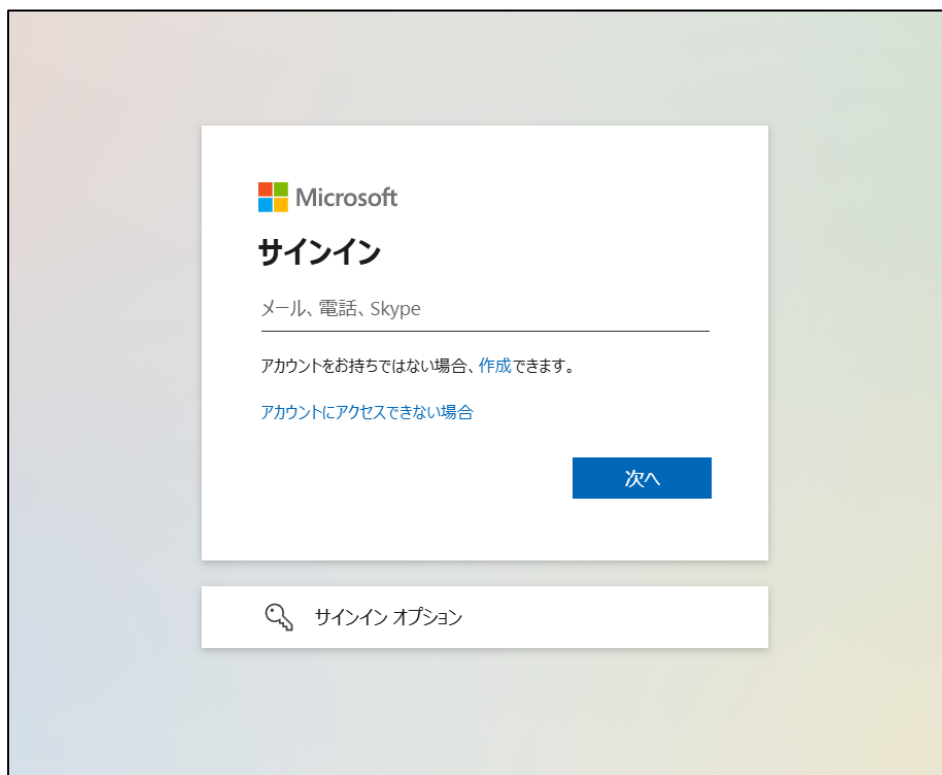 Microsoft
サインイン
メール、電話、Skype
アカウントをお持ちではない場合、作成できます。
アカウントにアクセスできない場合
次へ
サインイン オプション